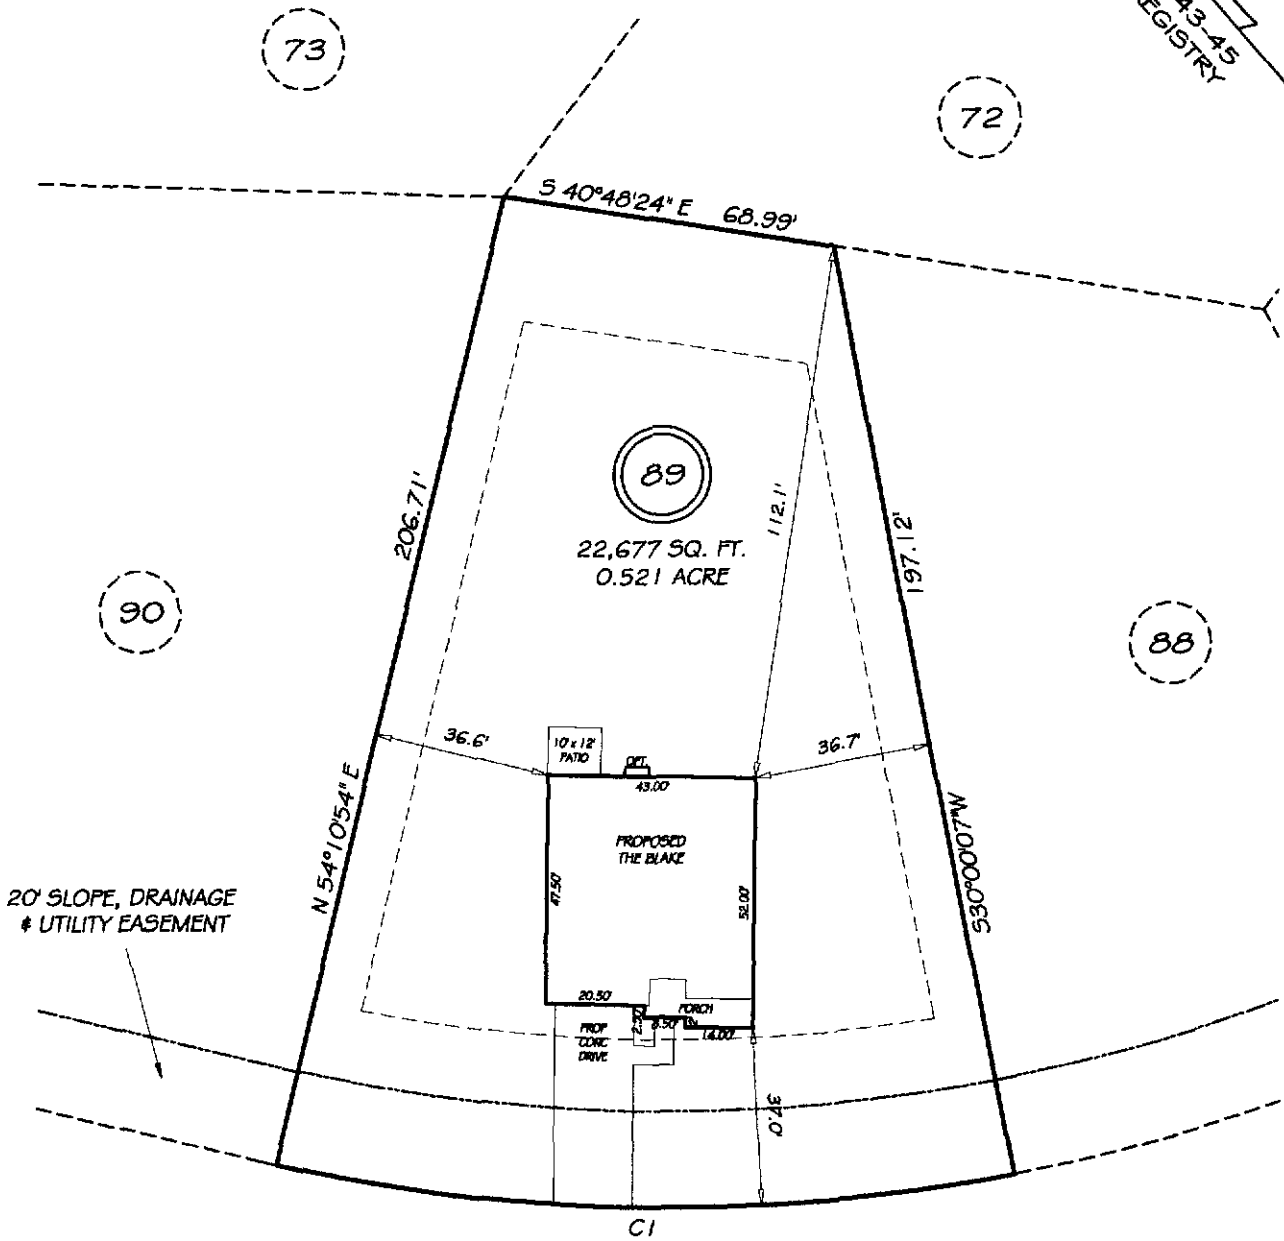 73
43-45
EGISTRY
72
S 40°48'24" E 68.99'
206.71'
89
22,677 SQ. FT.
0.521 ACRE
112.1'
197.12'
90
88
36.6'
10' x 12'
PATIO
OPT.
36.7'
43.00'
PROPOSED
THE BLAKE
N 54°10'54" E
47.50'
52.00'
S30°00'07"W
20' SLOPE, DRAINAGE
& UTILITY EASEMENT
20.50'
PORCH
8.50'
14.00'
PROP
CONC
DRIVE
37.0'
C1